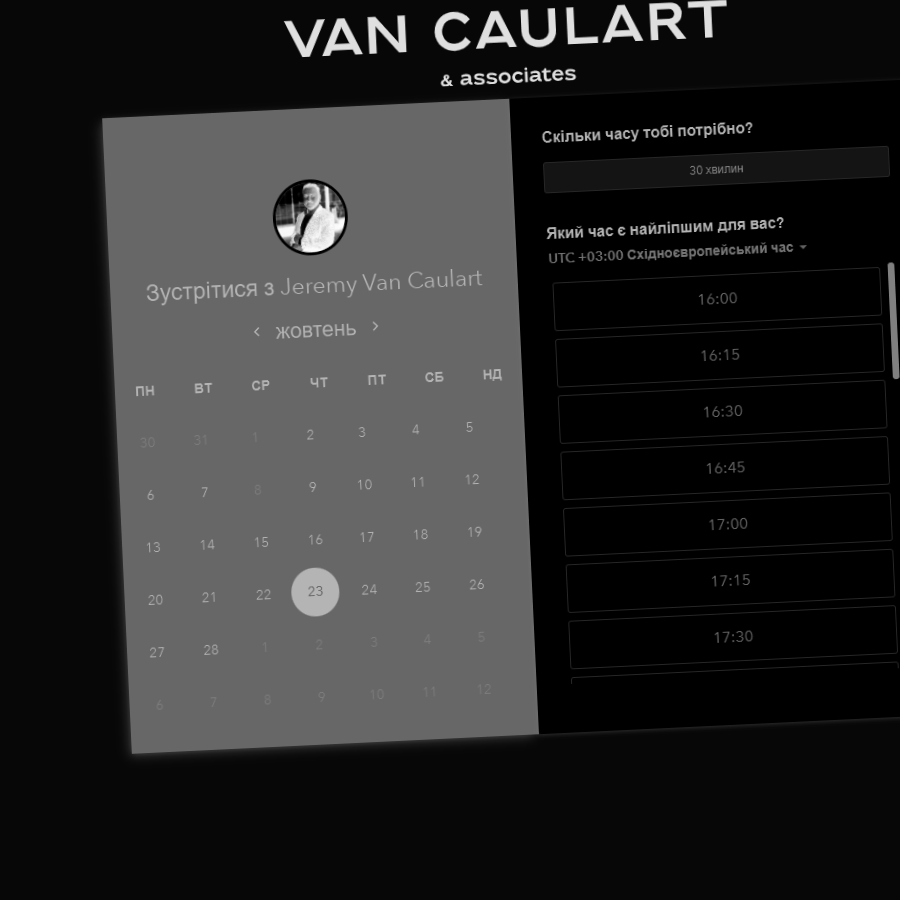 VAN CAULART
& associates
Зустрітися з Jeremy Van Caulart
‹ жовтень ›
ПН ВТ СР ЧТ ПТ СБ НД
30 31 1 2 3 4 5
6 7 8 9 10 11 12
13 14 15 16 17 18 19
20 21 22 23 24 25 26
27 28 1 2 3 4 5
6 7 8 9 10 11 12
Скільки часу тобі потрібно?
30 хвилин
Який час є найліпшим для вас?
UTC +03:00 Східноєвропейський час
16:00
16:15
16:30
16:45
17:00
17:15
17:30